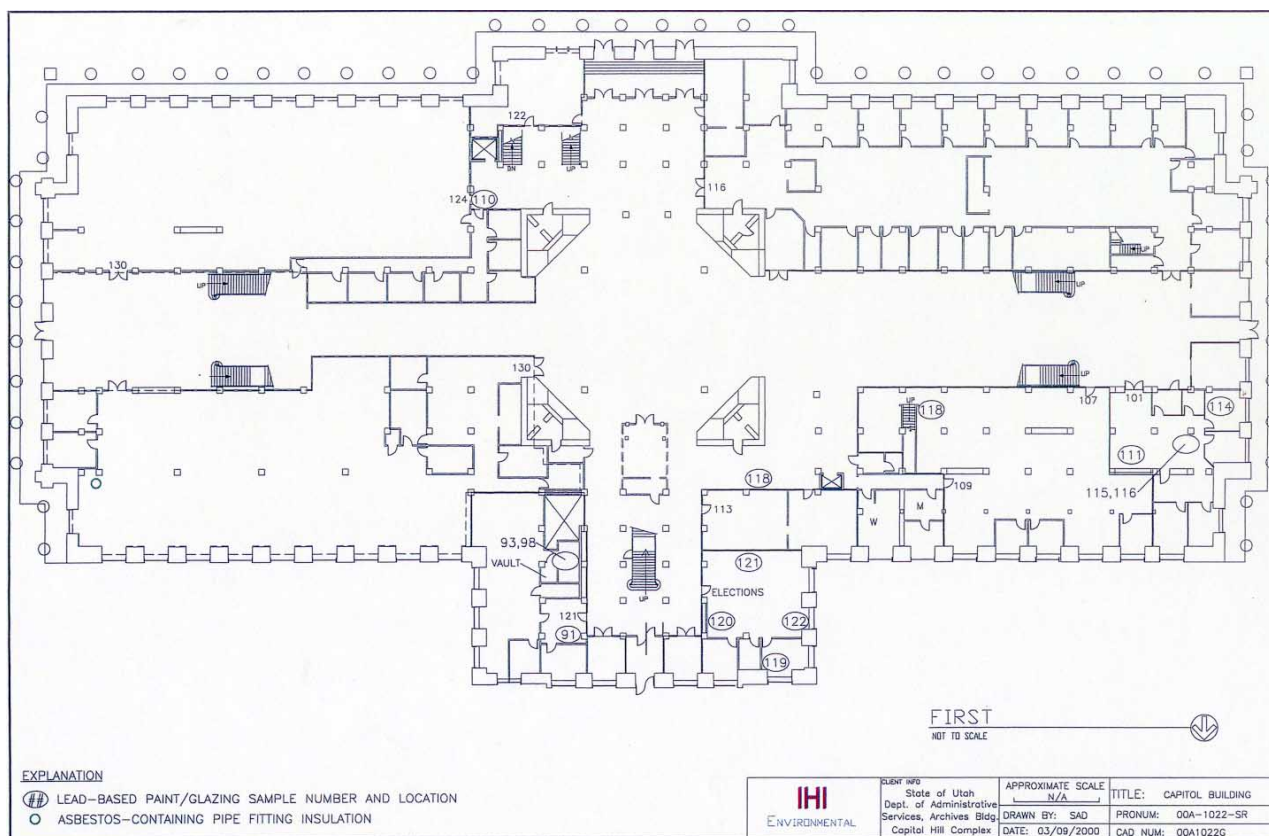 122
DN
UP
124
110
116
130
UP
UP
UP
130
UP
UP
UP
107
101
118
114
111
118
109
115,116
113
W
M
93,98
VAULT
121
ELECTIONS
UP
121
120
122
91
119
FIRST
NOT TO SCALE
EXPLANATION
## LEAD-BASED PAINT/GLAZING SAMPLE NUMBER AND LOCATION
ASBESTOS-CONTAINING PIPE FITTING INSULATION
IHI
ENVIRONMENTAL
CLIENT INFO
State of Utah
Dept. of Administrative
Services, Archives Bldg.
Capitol Hill Complex
APPROXIMATE SCALE
N/A
DRAWN BY: SAD
DATE: 03/09/2000
TITLE: CAPITOL BUILDING
PRONUM: 00A-1022-SR
CAD NUM: 00A1022G